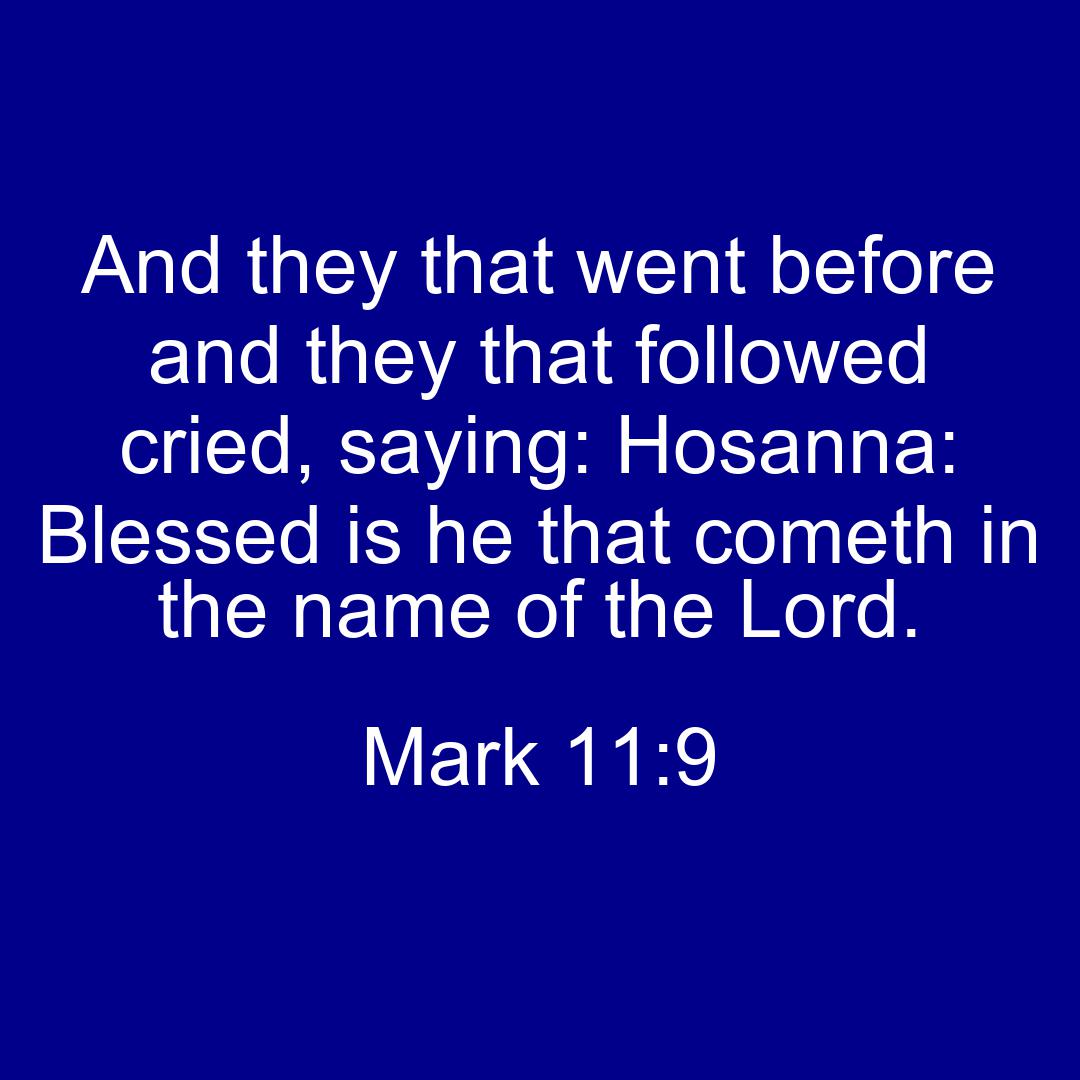 And they that went before
and they that followed
cried, saying: Hosanna:
Blessed is he that cometh in
the name of the Lord.
Mark 11:9